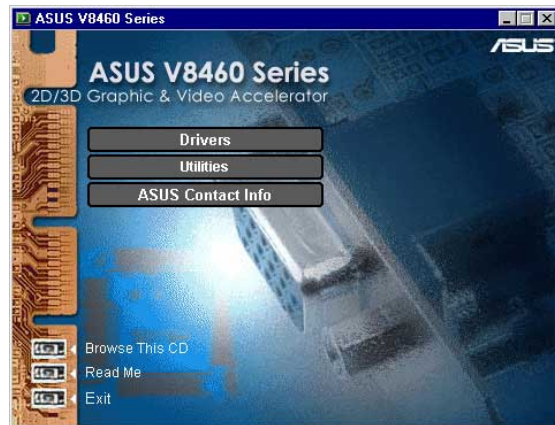 ASUS V8460 Series
ASUS
ASUS V8460 Series
2D/3D Graphic & Video Accelerator
Drivers
Utilities
ASUS Contact Info
Browse This CD
Read Me
Exit